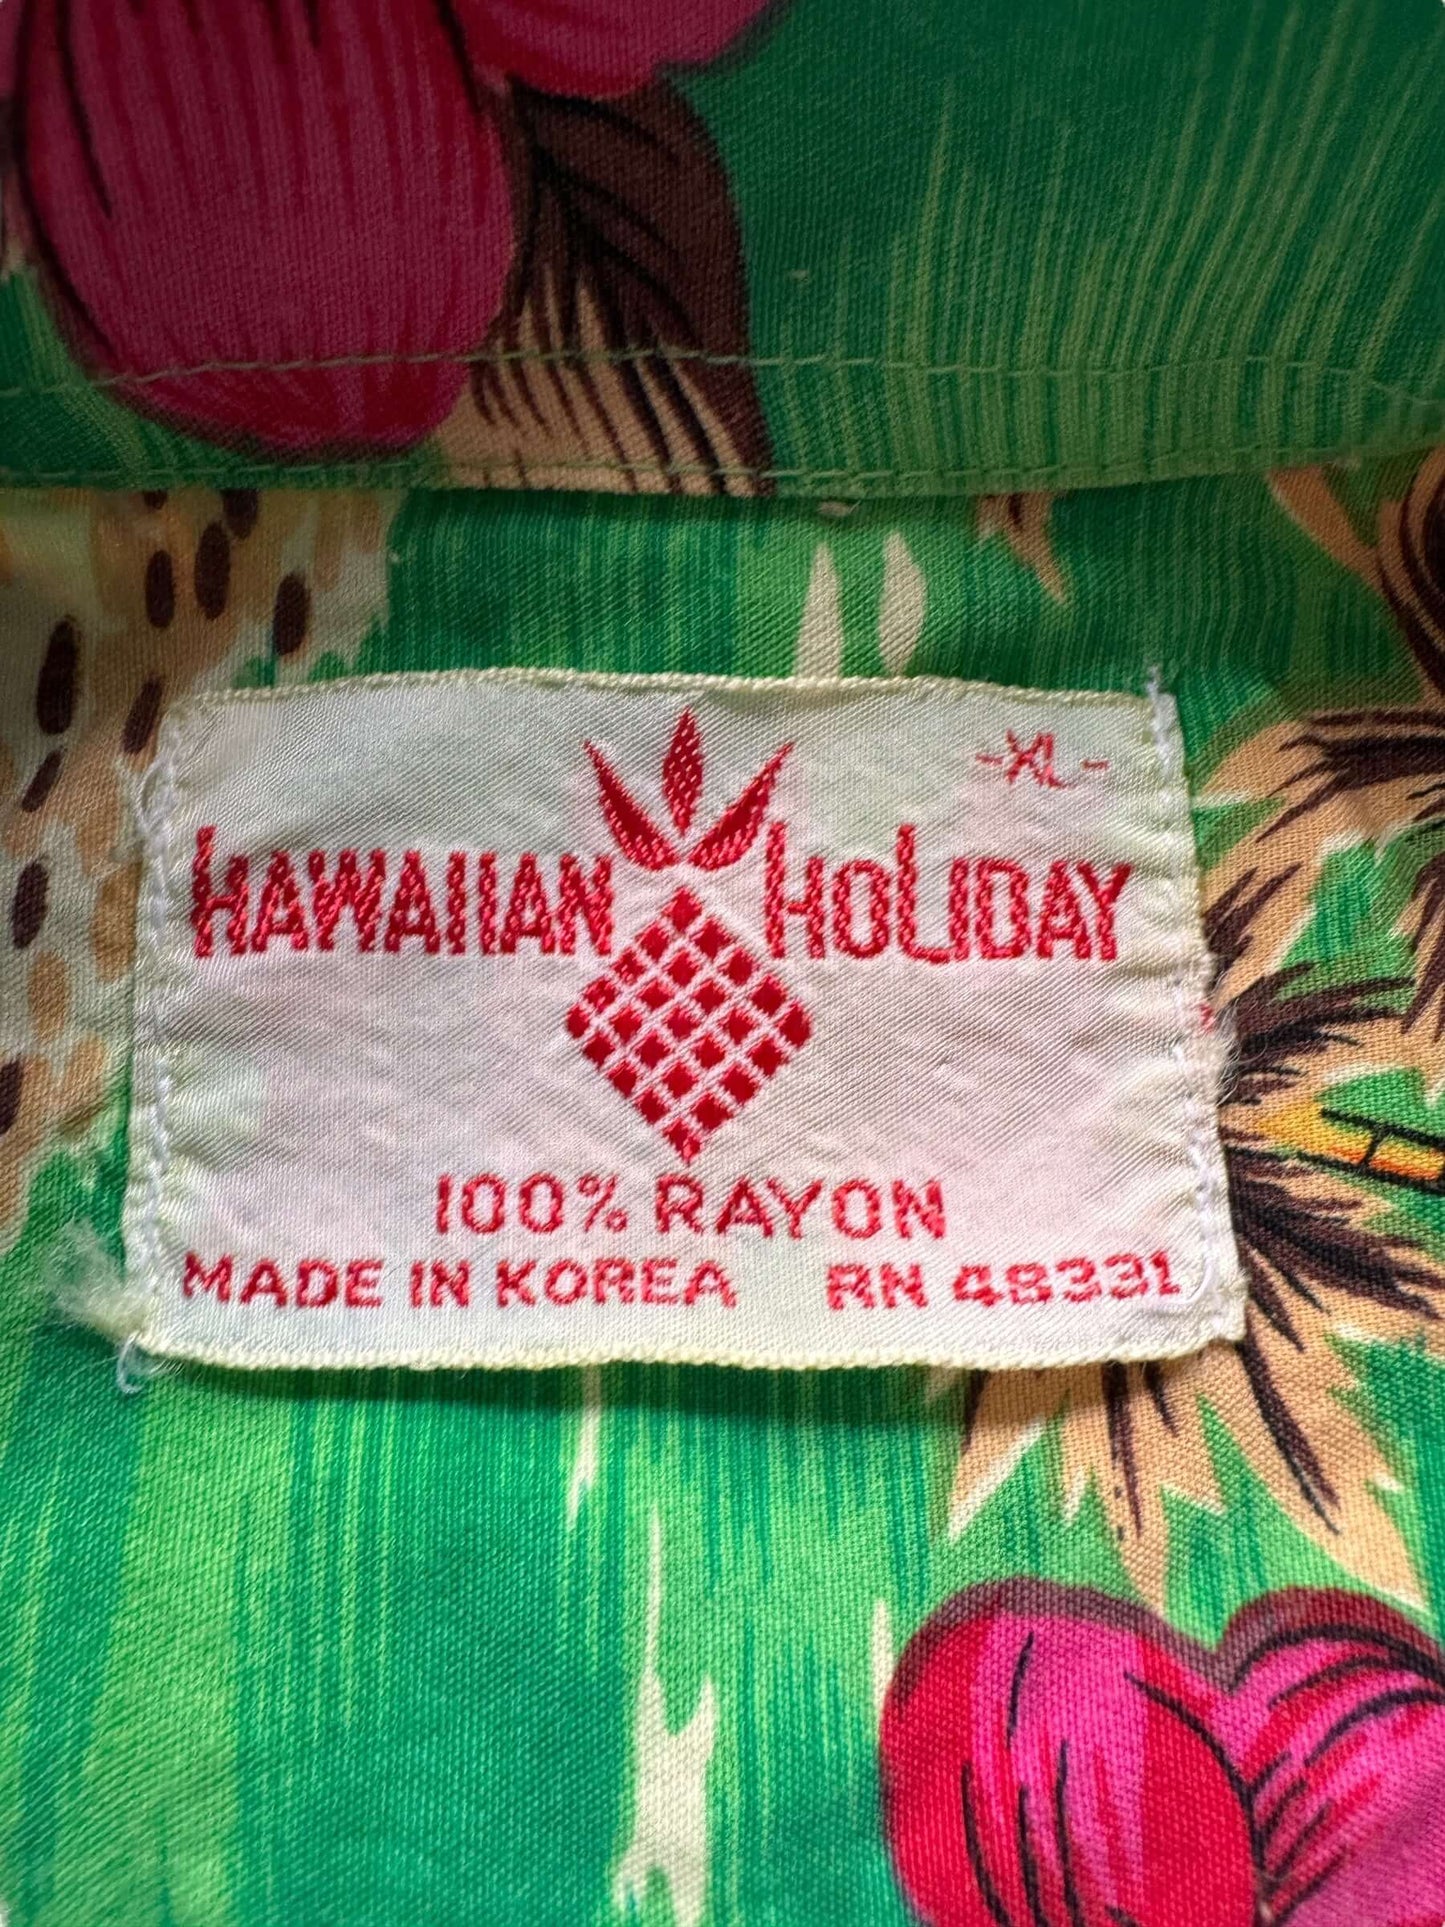 -XL-
HAWAIIAN HOLIDAY
100% RAYON
MADE IN KOREA RN 48331